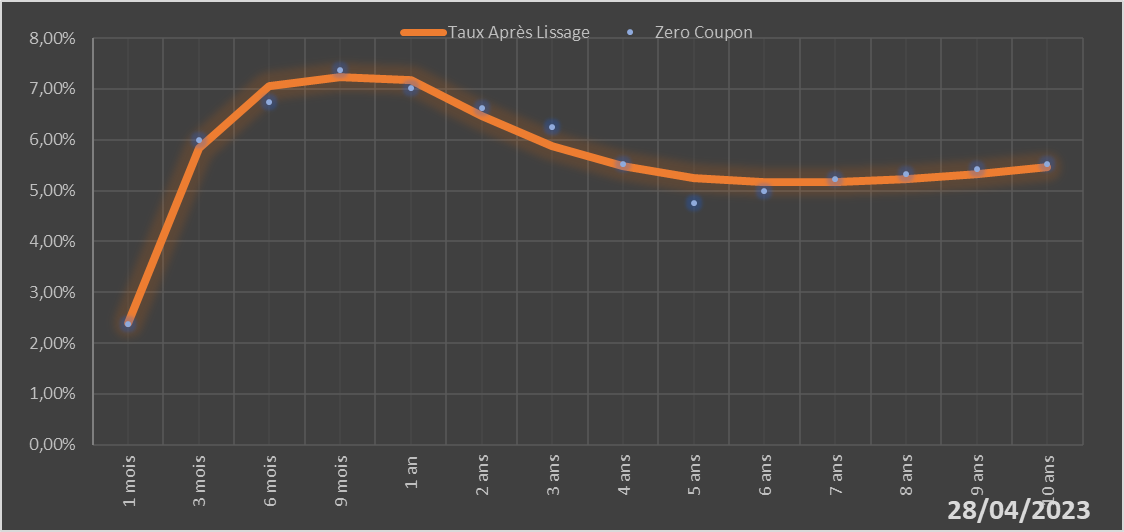 Taux Après Lissage Zero Coupon
8,00%
7,00%
6,00%
5,00%
4,00%
3,00%
2,00%
1,00%
0,00%
1 mois
3 mois
6 mois
9 mois
1 an
2 ans
3 ans
4 ans
5 ans
6 ans
7 ans
8 ans
9 ans
10 ans
28/04/2023